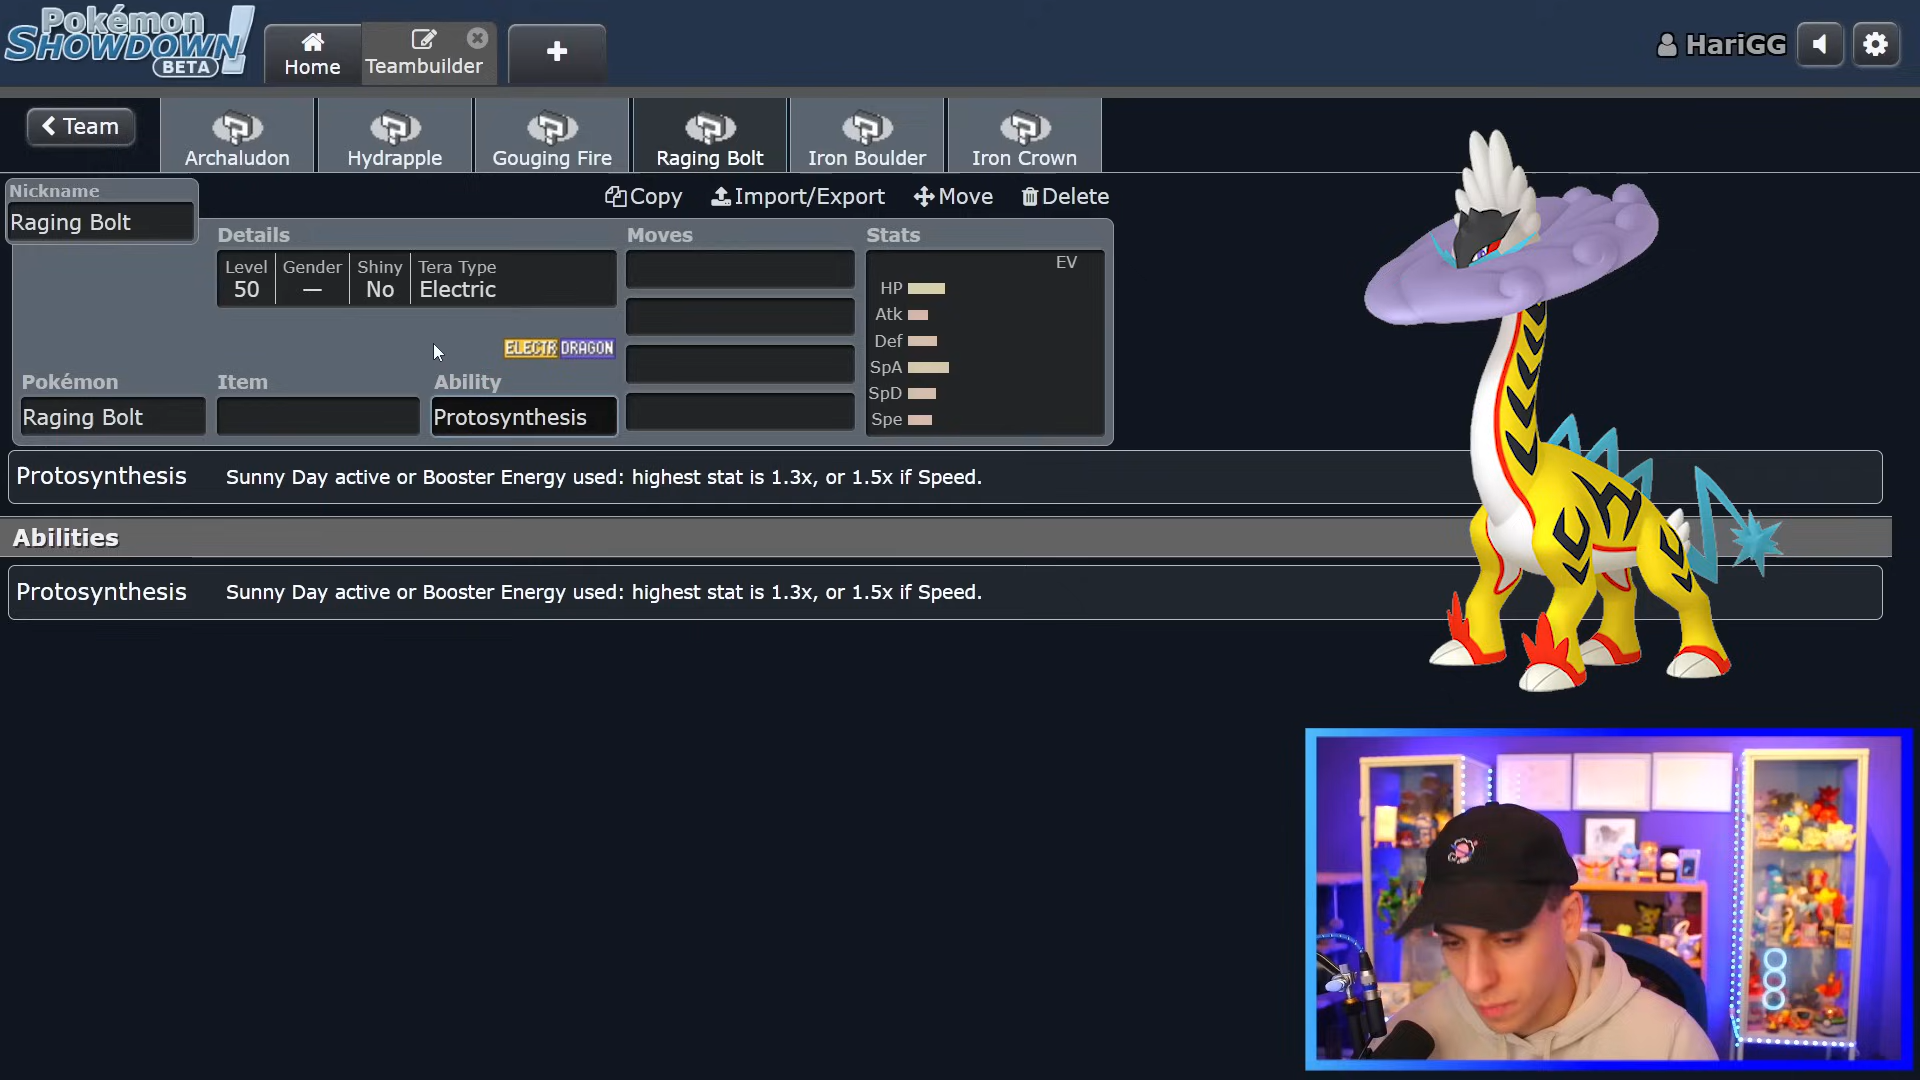 Pokémon
SHOWDOWN!
BETA
Home
Teambuilder
HariGG
Team
Archaludon
Hydrapple
Gouging Fire
Raging Bolt
Iron Boulder
Iron Crown
Nickname
Raging Bolt
Copy
Import/Export
Move
Delete
Details
Moves
Stats
Level
Gender
Shiny
Tera Type
50
—
No
Electric
EV
HP
Atk
Def
SpA
SpD
Spe
ELECTR
DRAGON
Pokémon
Item
Ability
Raging Bolt
Protosynthesis
Protosynthesis
Sunny Day active or Booster Energy used: highest stat is 1.3x, or 1.5x if Speed.
Abilities
Protosynthesis
Sunny Day active or Booster Energy used: highest stat is 1.3x, or 1.5x if Speed.